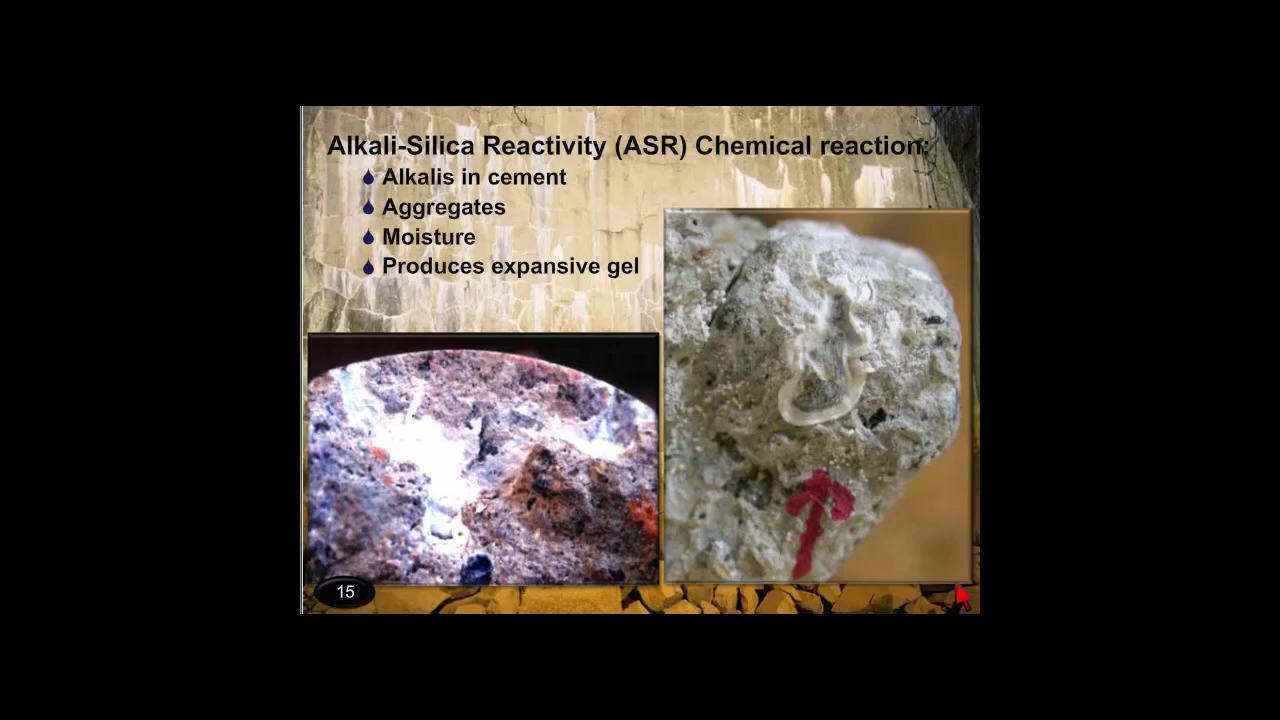 Alkali-Silica Reactivity (ASR) Chemical reaction:
Alkalis in cement
Aggregates
Moisture
Produces expansive gel
15